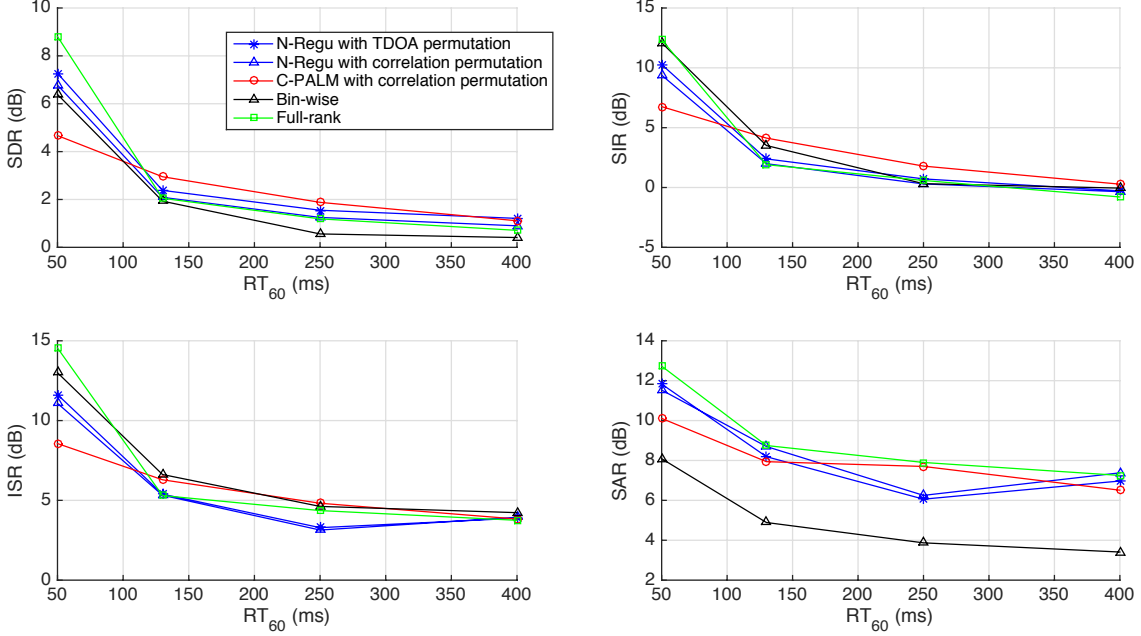 10
8
6
4
2
0
SDR (dB)
50 100 150 200 250 300 350 400
RT60 (ms)
N-Regu with TDOA permutation
N-Regu with correlation permutation
C-PALM with correlation permutation
Bin-wise
Full-rank
15
10
5
0
-5
SIR (dB)
50 100 150 200 250 300 350 400
RT60 (ms)
15
10
5
0
ISR (dB)
50 100 150 200 250 300 350 400
RT60 (ms)
14
12
10
8
6
4
2
SAR (dB)
50 100 150 200 250 300 350 400
RT60 (ms)